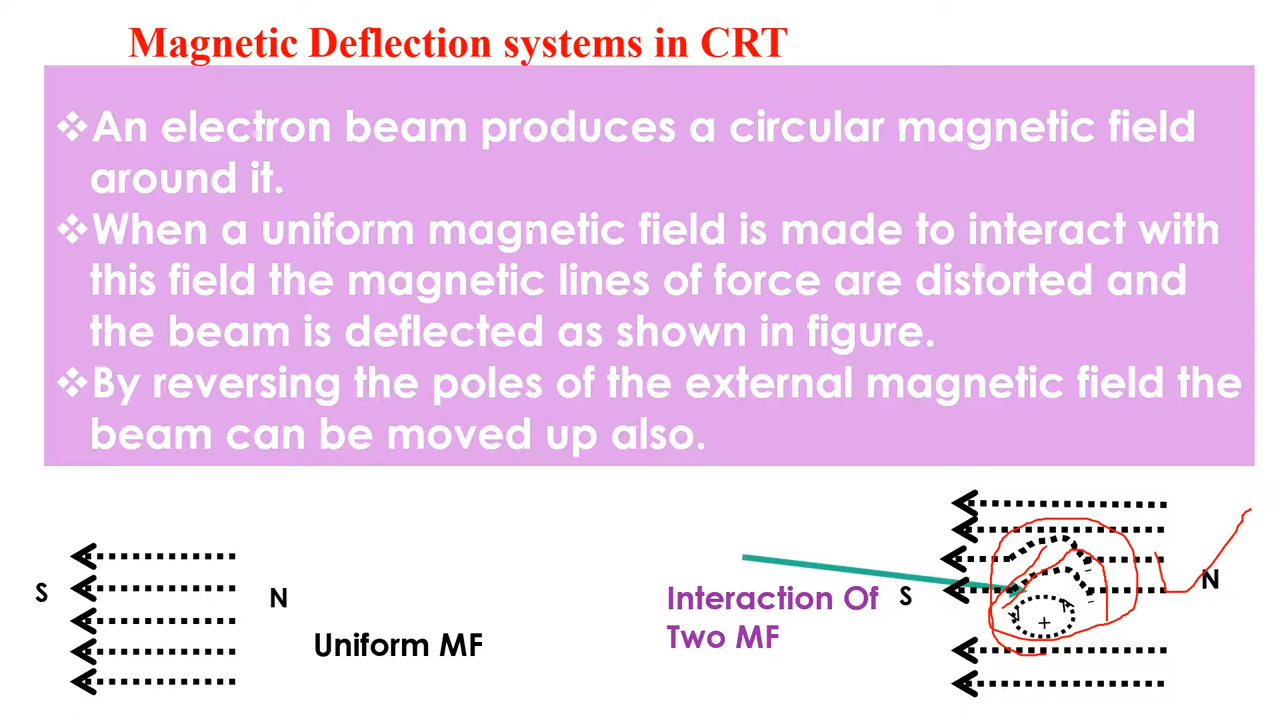 Magnetic Deflection systems in CRT
❖An electron beam produces a circular magnetic field
around it.
❖When a uniform magnetic field is made to interact with
this field the magnetic lines of force are distorted and
the beam is deflected as shown in figure.
❖By reversing the poles of the external magnetic field the
beam can be moved up also.
S
N
Uniform MF
Interaction Of
Two MF
S
N
+